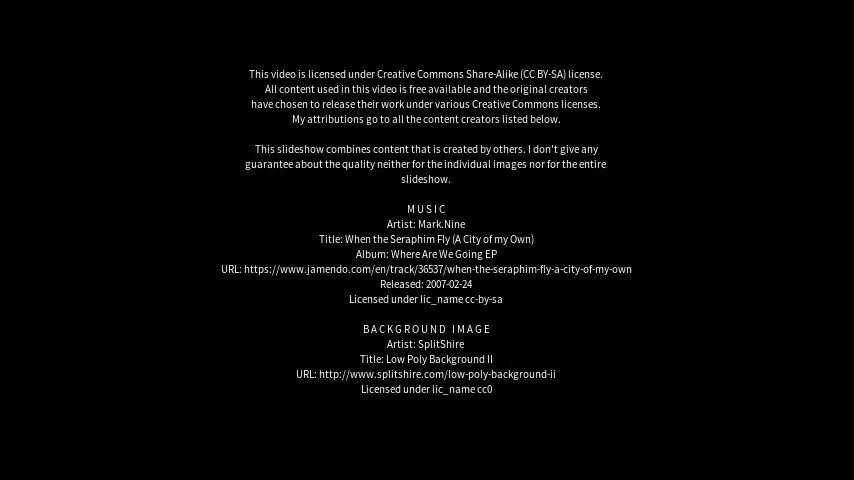 This video is licensed under Creative Commons Share-Alike (CC BY-SA) license.
All content used in this video is free available and the original creators
have chosen to release their work under various Creative Commons licenses.
My attributions go to all the content creators listed below.
This slideshow combines content that is created by others. I don't give any
guarantee about the quality neither for the individual images nor for the entire
slideshow.
MUSIC
Artist: Mark.Nine
Title: When the Seraphim Fly (A City of my Own)
Album: Where Are We Going EP
URL: https://www.jamendo.com/en/track/36537/when-the-seraphim-fly-a-city-of-my-own
Released: 2007-02-24
Licensed under lic_name cc-by-sa
BACKGROUND IMAGE
Artist: SplitShire
Title: Low Poly Background II
URL: http://www.splitshire.com/low-poly-background-ii
Licensed under lic_name cc0